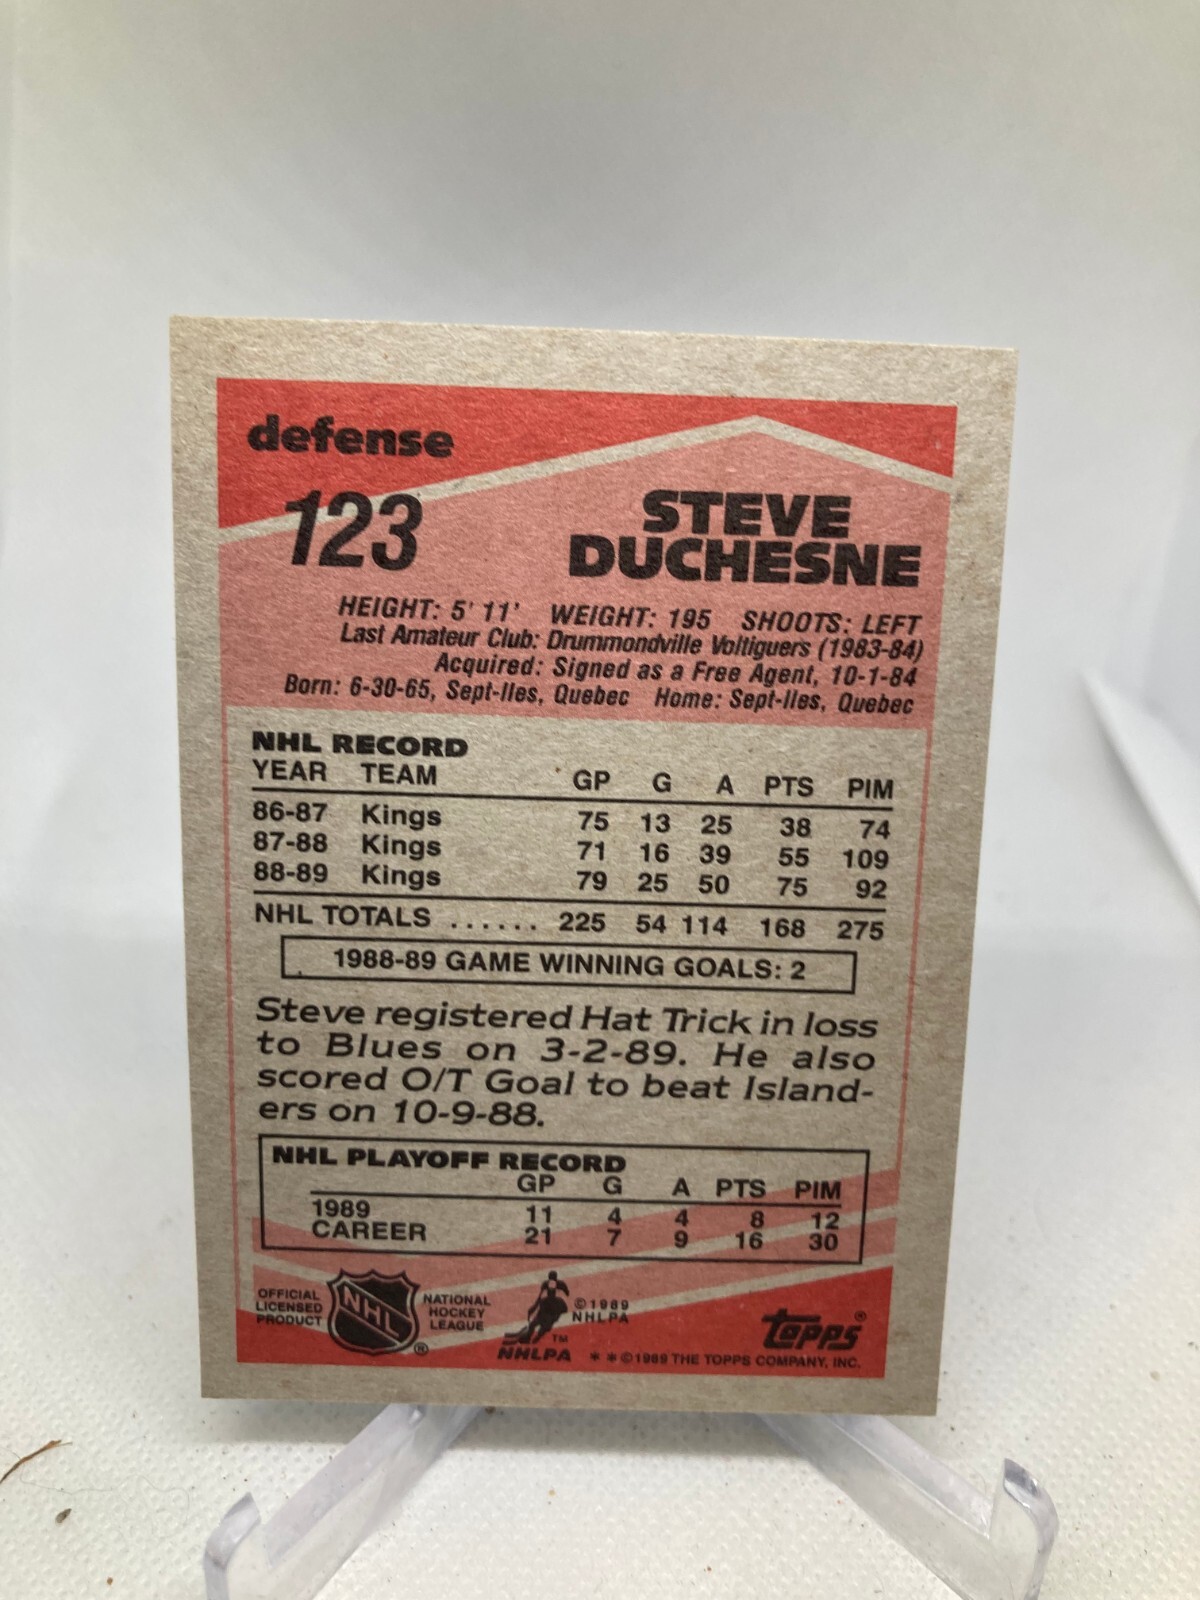 defense
123
STEVE
DUCHESNE
HEIGHT: 5' 11' WEIGHT: 195 SHOOTS: LEFT
Last Amateur Club: Drummondville Voltiguers (1983-84)
Acquired: Signed as a Free Agent, 10-1-84
Born: 6-30-65, Sept-Iles, Quebec Home: Sept-Iles, Quebec
NHL RECORD
YEAR TEAM GP G A PTS PIM
86-87 Kings 75 13 25 38 74
87-88 Kings 71 16 39 55 109
88-89 Kings 79 25 50 75 92
NHL TOTALS ...... 225 54 114 168 275
1988-89 GAME WINNING GOALS: 2
Steve registered Hat Trick in loss
to Blues on 3-2-89. He also
scored O/T Goal to beat Island-
ers on 10-9-88.
NHL PLAYOFF RECORD
GP G A PTS PIM
1989 11 4 4 8 12
CAREER 21 7 9 16 30
OFFICIAL
LICENSED
PRODUCT
NHL
®
NATIONAL
HOCKEY
LEAGUE
©1989
NHLPA
TM
NHLPA
topps®
* * ©1989 THE TOPPS COMPANY, INC.